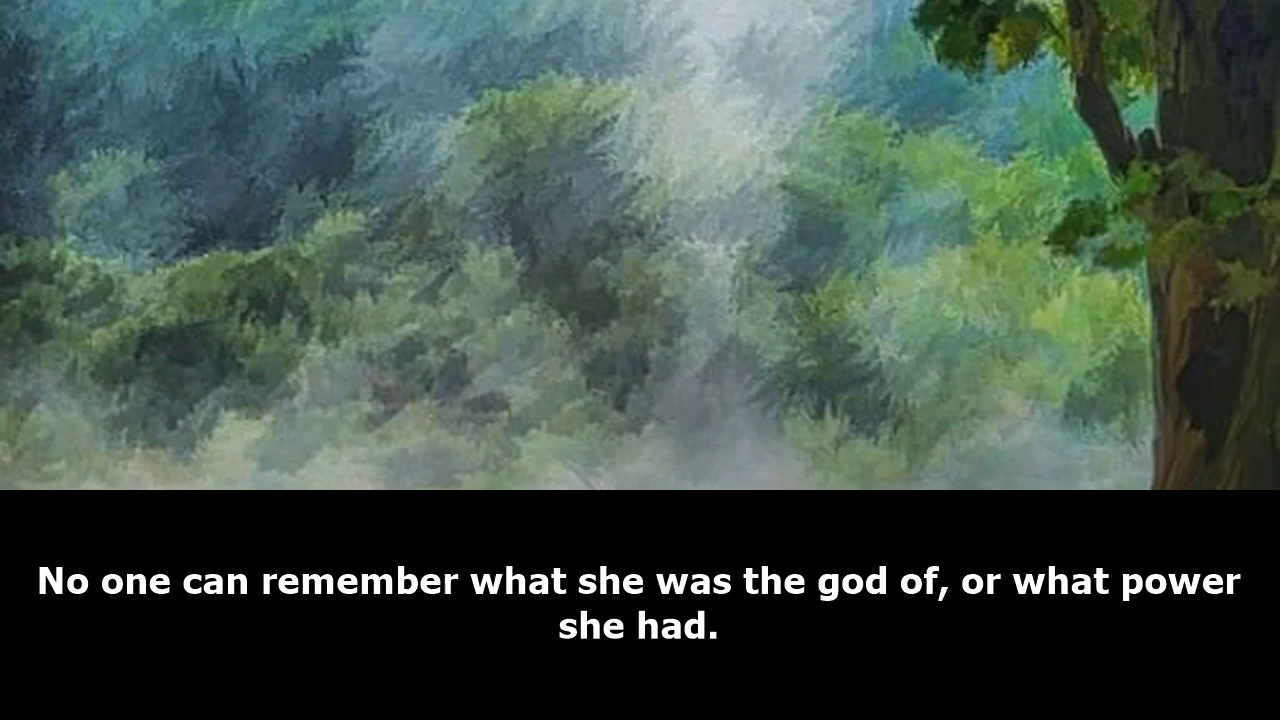 No one can remember what she was the god of, or what power
she had.